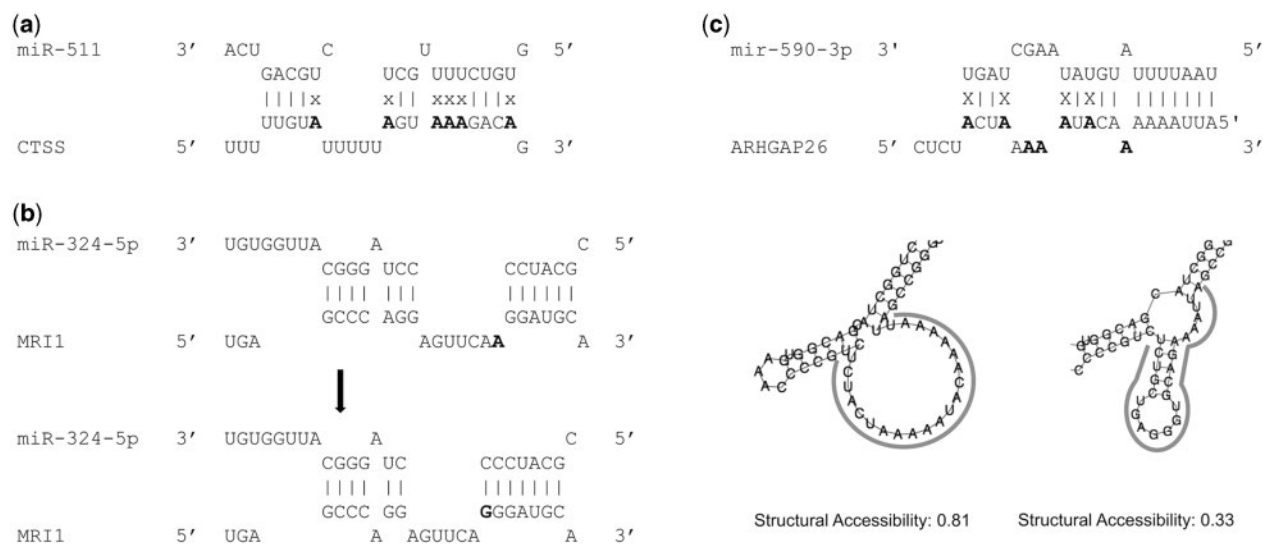 (a)
miR-511 3′ ACU C U G 5′
GACGU UCG UUUCUGU
||||x x|| xxx|||x
UUGUA AGU AAAGACA
CTSS 5′ UUU UUUUU G 3′
(b)
miR-324-5p 3′ UGUGGUUA A C 5′
CGGG UCC CCUACG
|||| ||| ||||||
GCCC AGG GGAUGC
MRI1 5′ UGA AGUUCAA A 3′
miR-324-5p 3′ UGUGGUUA A C 5′
CGGG UC CCCUACG
|||| || |||||||
GCCC GG GGGAUGC
MRI1 5′ UGA A AGUUCA A 3′
(c)
mir-590-3p 3' CGAA A 5′
UGAU UAUGU UUUUAAU
X||X XX|| |||||||
ACUA AUACA AAAAUUA5'
ARHGAP26 5′ CUCU AAA A 3′
Structural Accessibility: 0.81
Structural Accessibility: 0.33